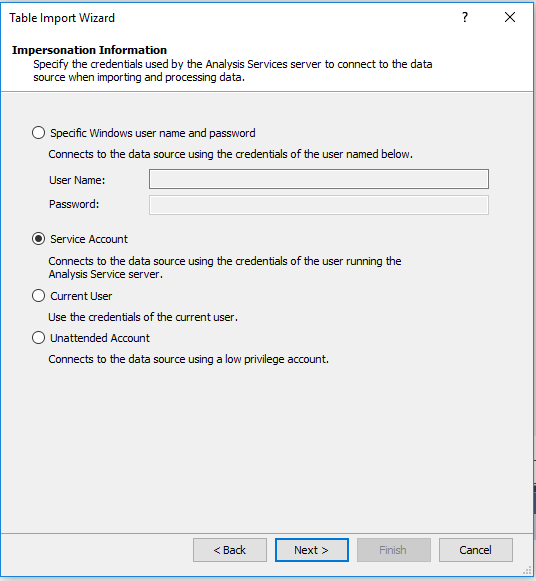 Table Import Wizard
?
Impersonation Information
Specify the credentials used by the Analysis Services server to connect to the data
source when importing and processing data.
Specific Windows user name and password
Connects to the data source using the credentials of the user named below.
User Name:
Password:
Service Account
Connects to the data source using the credentials of the user running the
Analysis Service server.
Current User
Use the credentials of the current user.
Unattended Account
Connects to the data source using a low privilege account.
< Back
Next >
Finish
Cancel